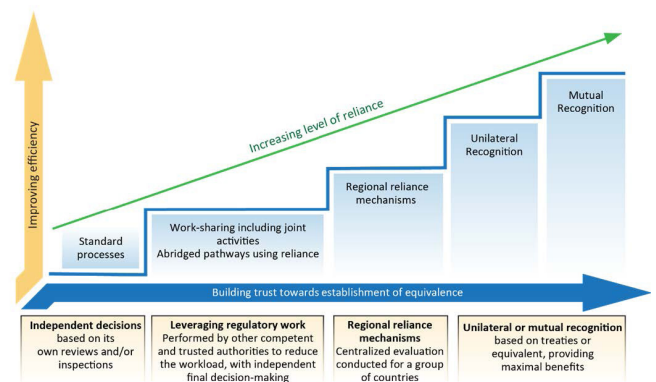 Improving efficiency
Increasing level of reliance
Standard
processes
Work-sharing including joint
activities
Abridged pathways using reliance
Regional reliance
mechanisms
Unilateral
Recognition
Mutual
Recognition
Building trust towards establishment of equivalence
Independent decisions
based on its
own reviews and/or
inspections
Leveraging regulatory work
Performed by other competent
and trusted authorities to reduce
the workload, with independent
final decision-making
Regional reliance
mechanisms
Centralized evaluation
conducted for a group
of countries
Unilateral or mutual recognition
based on treaties or
equivalent, providing
maximal benefits